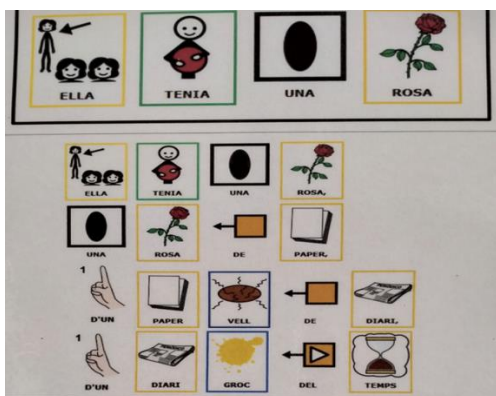 ELLA TENIA UNA ROSA
ELLA TENIA UNA ROSA,
UNA ROSA DE PAPER,
1 D'UN PAPER VELL DE DIARI,
1 D'UN DIARI GROC DEL TEMPS